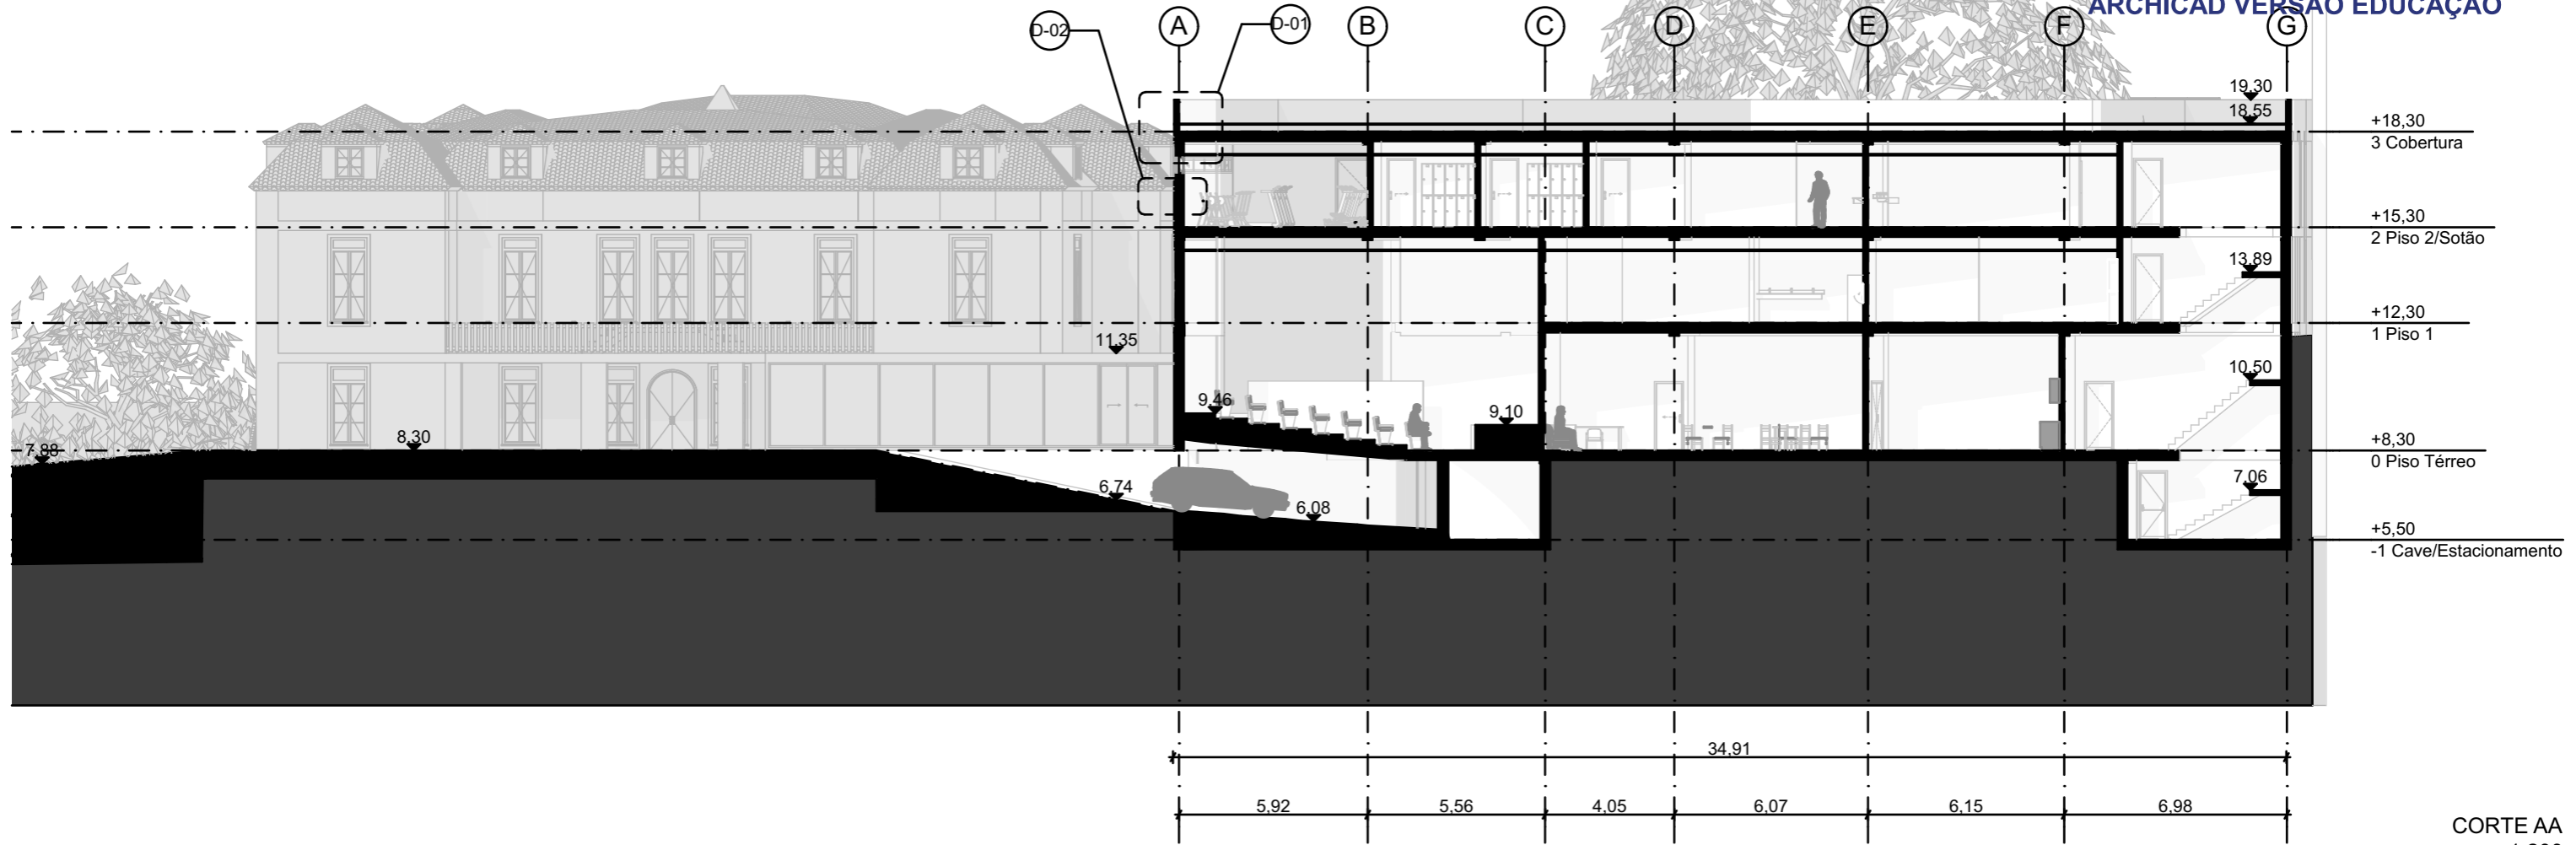 ARCHICAD VERSÃO EDUCAÇÃO
D-02
A
D-01
B
C
D
E
F
G
19,30
18,55
+18,30
3 Cobertura
+15,30
2 Piso 2/Sotão
13,89
+12,30
1 Piso 1
11,35
10,50
9,46
9,10
8,30
7,88
+8,30
0 Piso Térreo
7,06
6,74
6,08
+5,50
-1 Cave/Estacionamento
34,91
5,92
5,56
4,05
6,07
6,15
6,98
CORTE AA